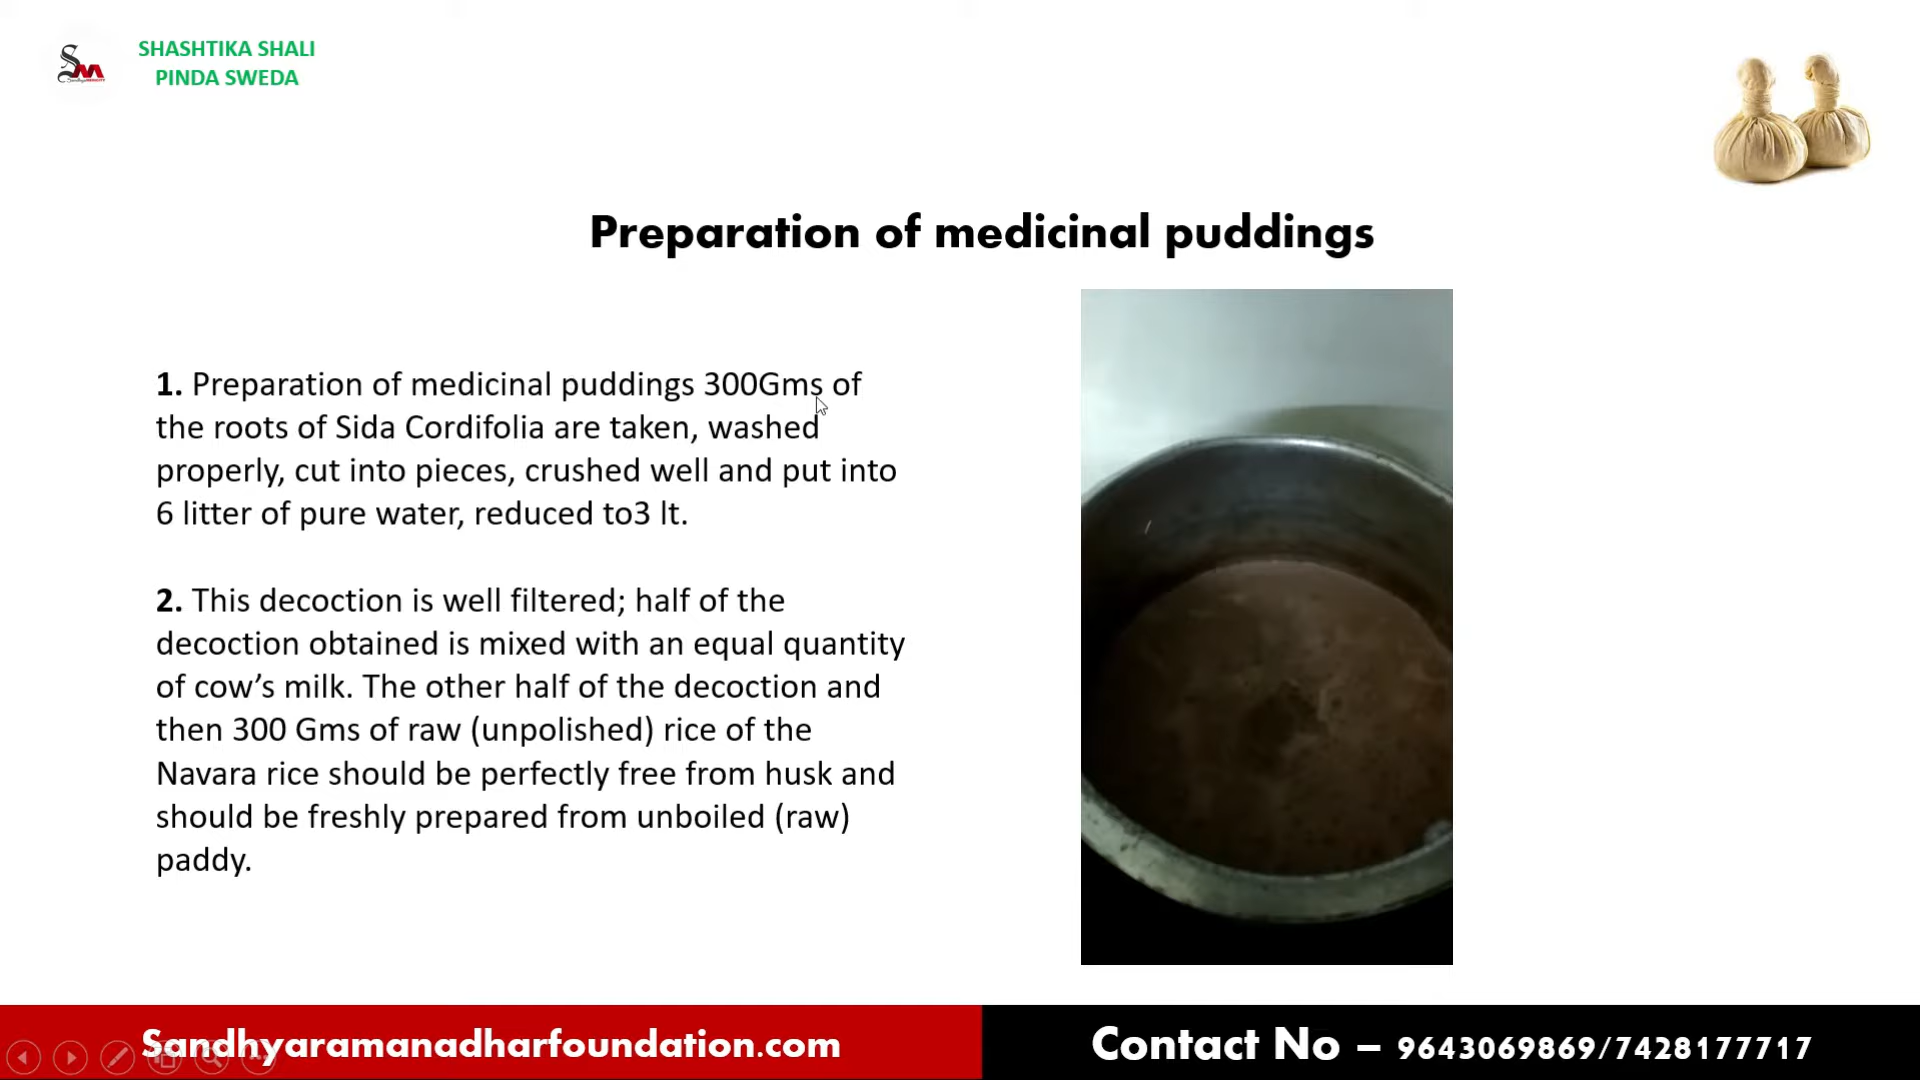 SHASHTIKA SHALI
PINDA SWEDA
Preparation of medicinal puddings
1. Preparation of medicinal puddings 300Gms of
the roots of Sida Cordifolia are taken, washed
properly, cut into pieces, crushed well and put into
6 litter of pure water, reduced to3 lt.
2. This decoction is well filtered; half of the
decoction obtained is mixed with an equal quantity
of cow’s milk. The other half of the decoction and
then 300 Gms of raw (unpolished) rice of the
Navara rice should be perfectly free from husk and
should be freshly prepared from unboiled (raw)
paddy.
Sandhyaramanadharfoundation.com
Contact No – 9643069869/7428177717